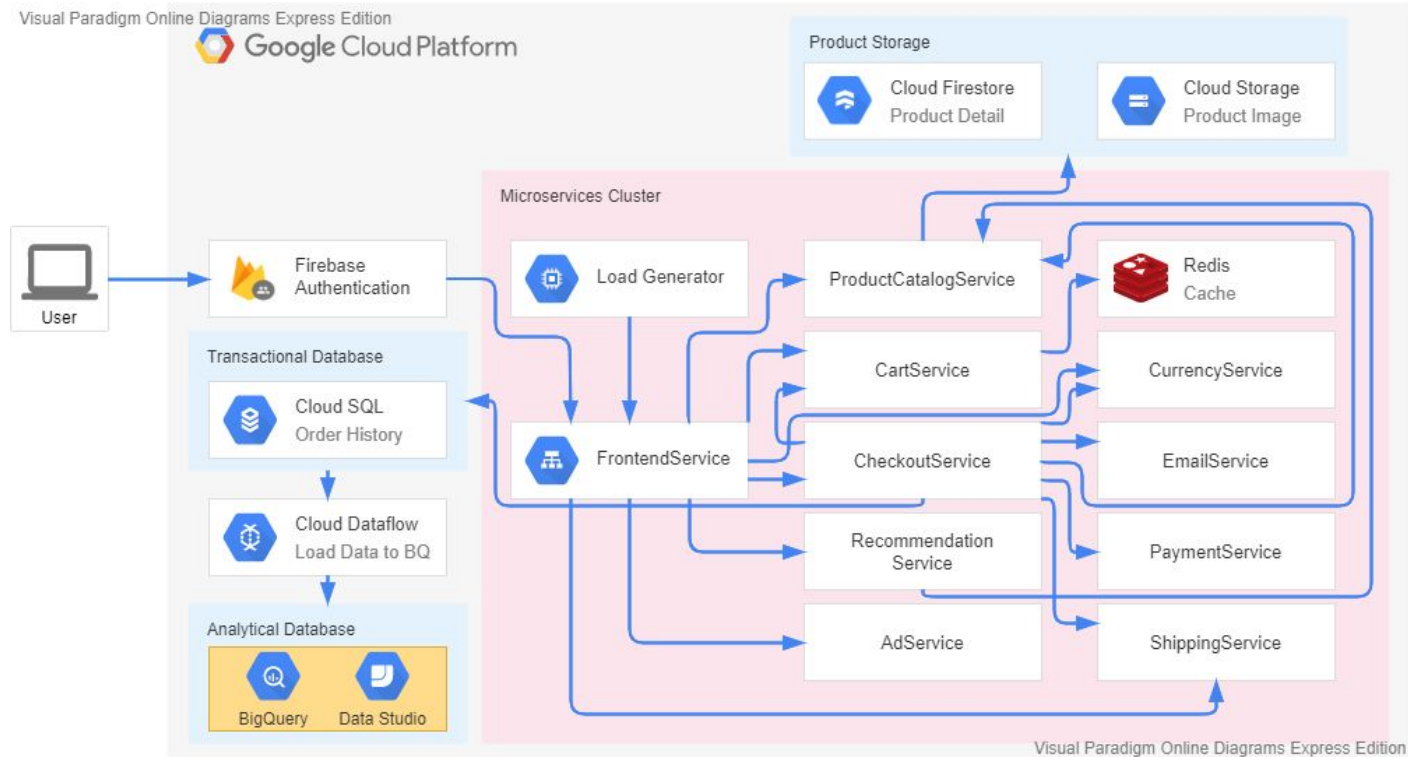 Visual Paradigm Online Diagrams Express Edition
Google Cloud Platform
Product Storage
Cloud Firestore
Product Detail
Cloud Storage
Product Image
Microservices Cluster
User
Firebase
Authentication
Load Generator
ProductCatalogService
Redis
Cache
Transactional Database
Cloud SQL
Order History
CartService
CurrencyService
FrontendService
CheckoutService
EmailService
Cloud Dataflow
Load Data to BQ
Recommendation
Service
PaymentService
Analytical Database
BigQuery
Data Studio
AdService
ShippingService
Visual Paradigm Online Diagrams Express Edition